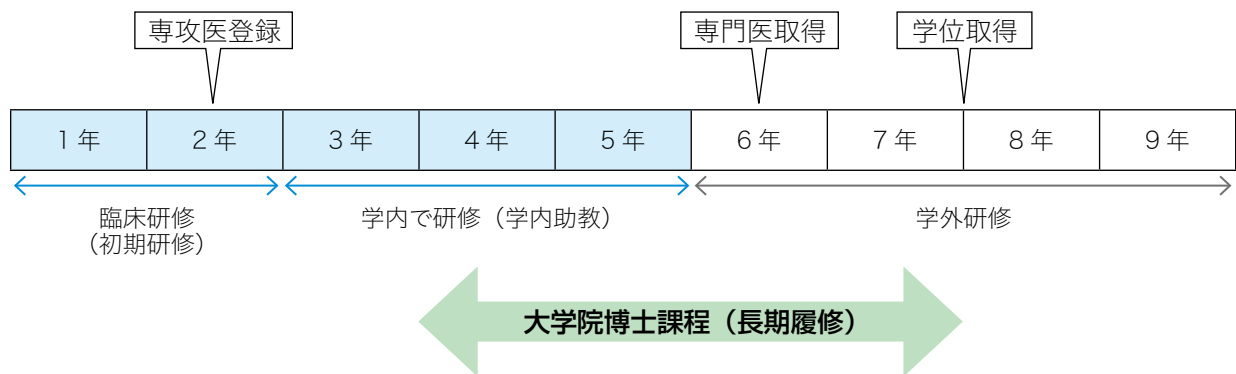 専攻医登録
専門医取得
学位取得
1年
2年
3年
4年
5年
6年
7年
8年
9年
臨床研修
（初期研修）
学内で研修（学内助教）
学外研修
大学院博士課程（長期履修）